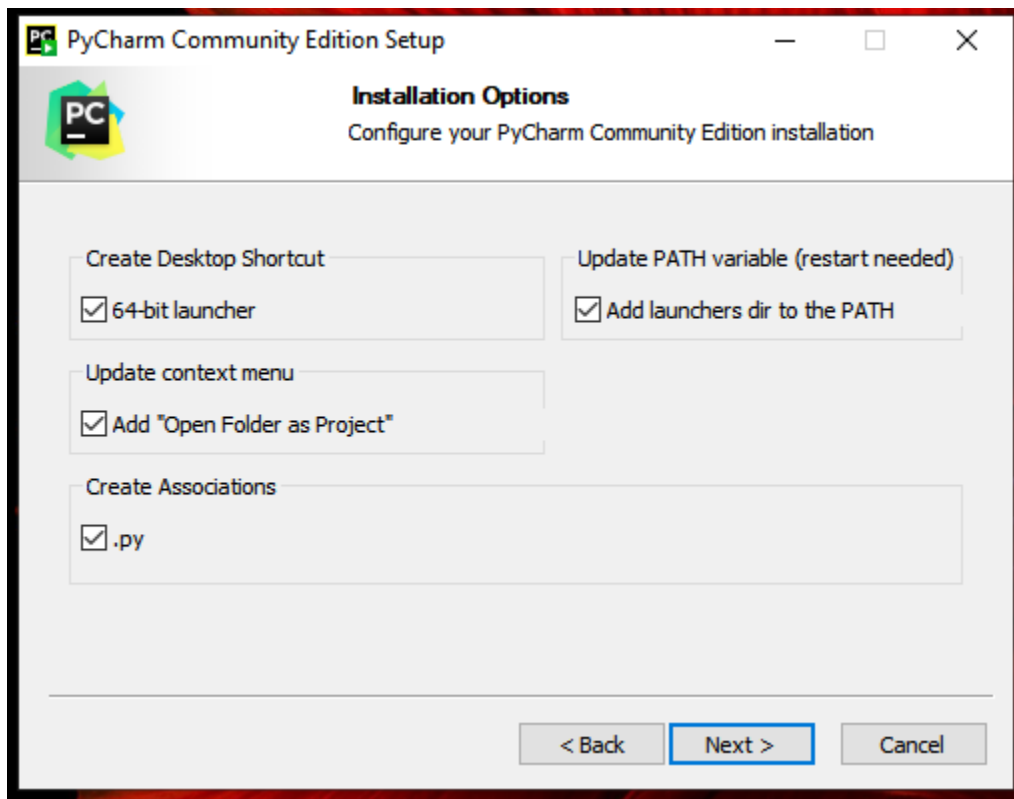 PyCharm Community Edition Setup
PC
Installation Options
Configure your PyCharm Community Edition installation
Create Desktop Shortcut
64-bit launcher
Update PATH variable (restart needed)
Add launchers dir to the PATH
Update context menu
Add "Open Folder as Project"
Create Associations
.py
< Back
Next >
Cancel